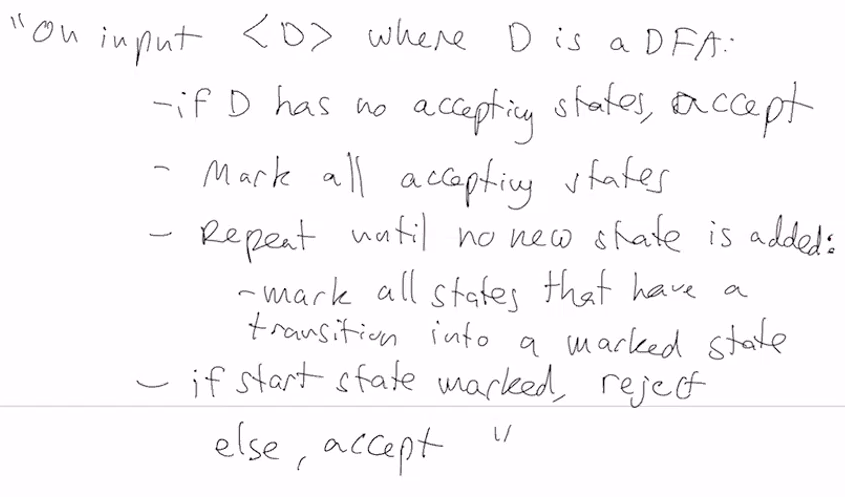 "On input <D> where D is a DFA:
- if D has no accepting states, accept
- Mark all accepting states
- Repeat until no new state is added:
- mark all states that have a
transition into a marked state
- if start state marked, reject
else, accept "